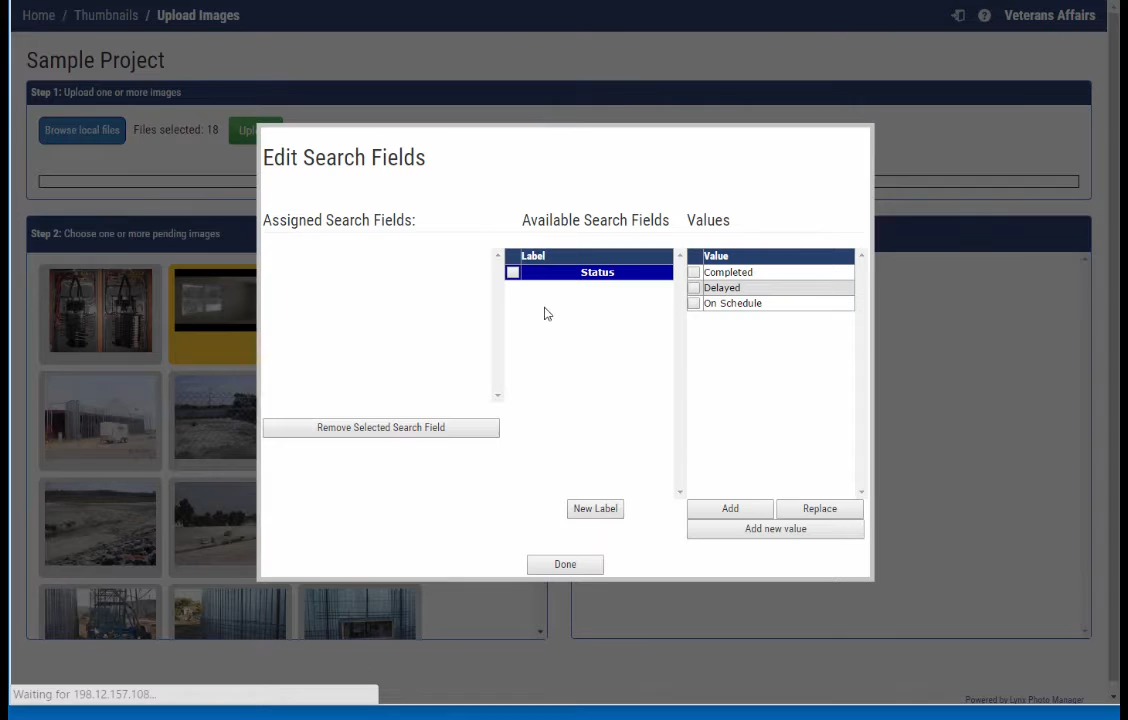 Home / Thumbnails / Upload Images
Veterans Affairs
Sample Project
Step 1: Upload one or more images
Browse local files
Files selected: 18
Step 2: Choose one or more pending images
Edit Search Fields
Assigned Search Fields:
Available Search Fields
Values
Label
Value
Status
Completed
Delayed
On Schedule
Remove Selected Search Field
New Label
Add
Replace
Add new value
Done
Waiting for 198.12.157.108...
Powered by Lynx Photo Manager